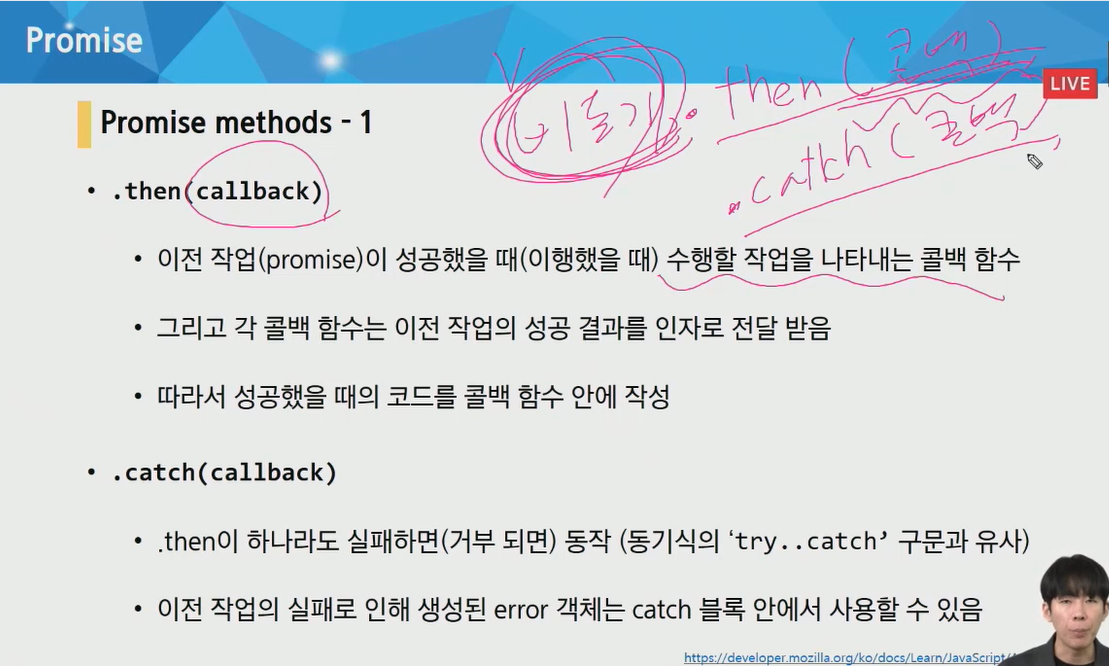 Promise
비동기.then(콜백)
LIVE
.catch(콜백)
Promise methods - 1
• .then(callback)
• 이전 작업(promise)이 성공했을 때(이행했을 때) 수행할 작업을 나타내는 콜백 함수
• 그리고 각 콜백 함수는 이전 작업의 성공 결과를 인자로 전달 받음
• 따라서 성공했을 때의 코드를 콜백 함수 안에 작성
• .catch(callback)
• .then이 하나라도 실패하면(거부 되면) 동작 (동기식의 ‘try..catch’ 구문과 유사)
• 이전 작업의 실패로 인해 생성된 error 객체는 catch 블록 안에서 사용할 수 있음
https://developer.mozilla.org/ko/docs/Learn/JavaScript/